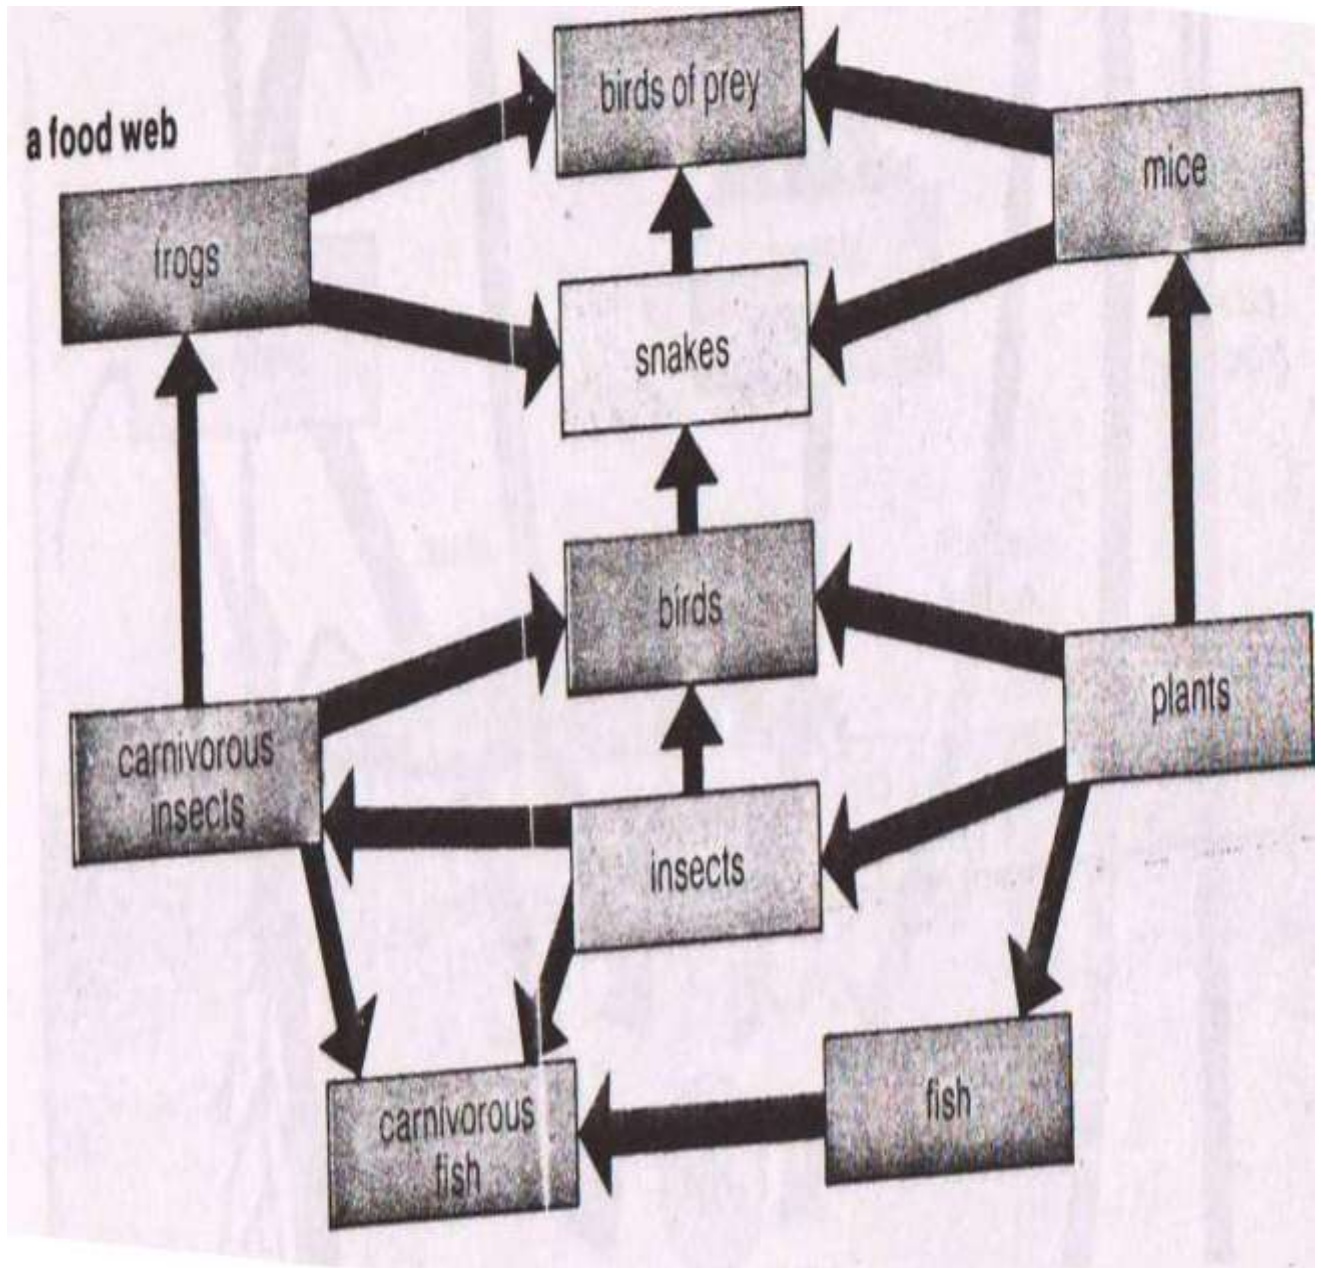 a food web
birds of prey
mice
frogs
snakes
birds
plants
carnivorous
insects
insects
carnivorous
fish
fish